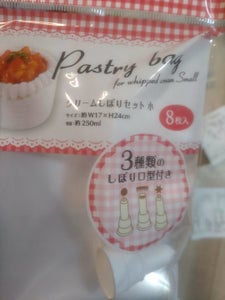 Pastry bag
for whipped cream Small
クリームしぼりセット 小
サイズ:約W17×H24cm
容量:約250ml
8枚入
3種類の
しぼり口型付き